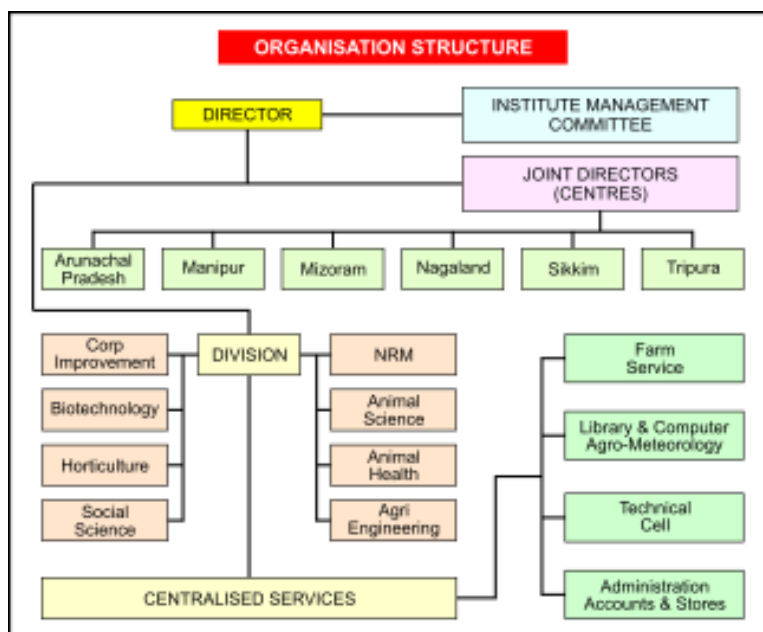 ORGANISATION STRUCTURE
DIRECTOR
INSTITUTE MANAGEMENT
COMMITTEE
JOINT DIRECTORS
(CENTRES)
Arunachal
Pradesh
Manipur
Mizoram
Nagaland
Sikkim
Tripura
Corp
Improvement
DIVISION
NRM
Farm
Service
Biotechnology
Animal
Science
Library & Computer
Agro-Meteorology
Horticulture
Animal
Health
Social
Science
Agri
Engineering
Technical
Cell
CENTRALISED SERVICES
Administration
Accounts & Stores